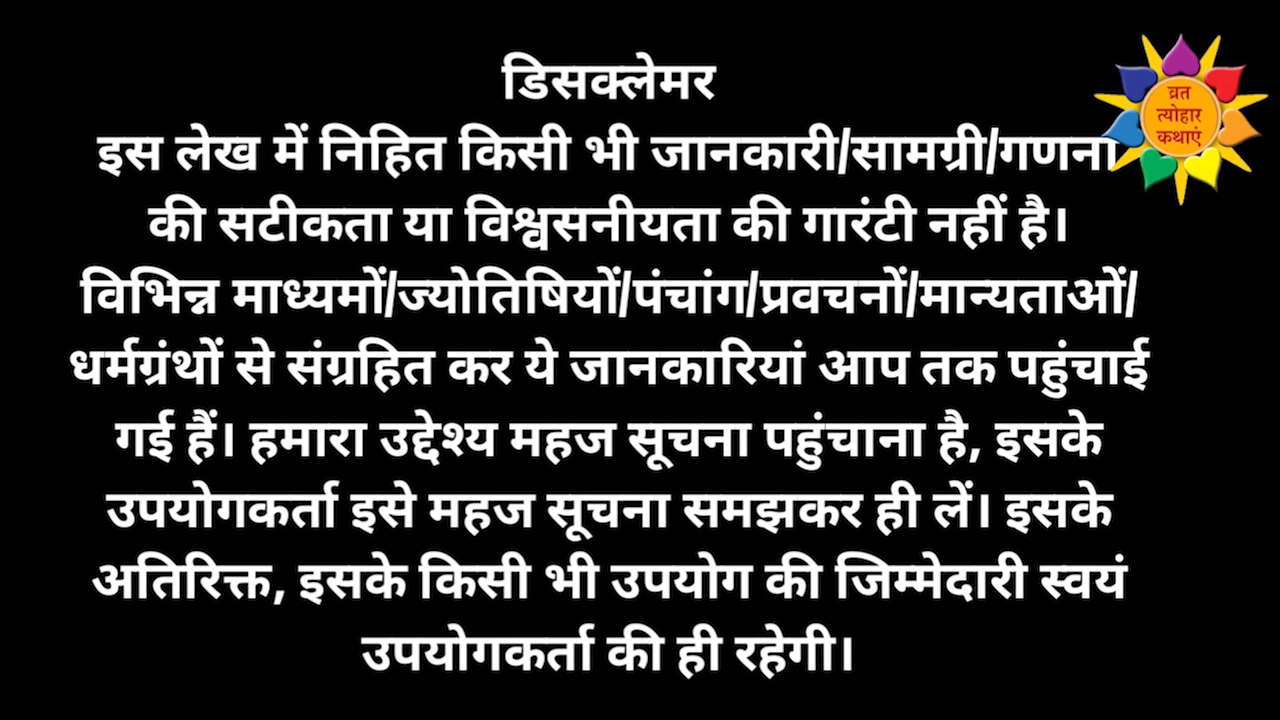 डिसक्लेमर
इस लेख में निहित किसी भी जानकारी/सामग्री/गणना
की सटीकता या विश्वसनीयता की गारंटी नहीं है।
विभिन्न माध्यमों/ज्योतिषियों/पंचांग/प्रवचनों/मान्यताओं/
धर्मग्रंथों से संग्रहित कर ये जानकारियां आप तक पहुंचाई
गई हैं। हमारा उद्देश्य महज सूचना पहुंचाना है, इसके
उपयोगकर्ता इसे महज सूचना समझकर ही लें। इसके
अतिरिक्त, इसके किसी भी उपयोग की जिम्मेदारी स्वयं
उपयोगकर्ता की ही रहेगी।
व्रत
त्योहार
कथाएं